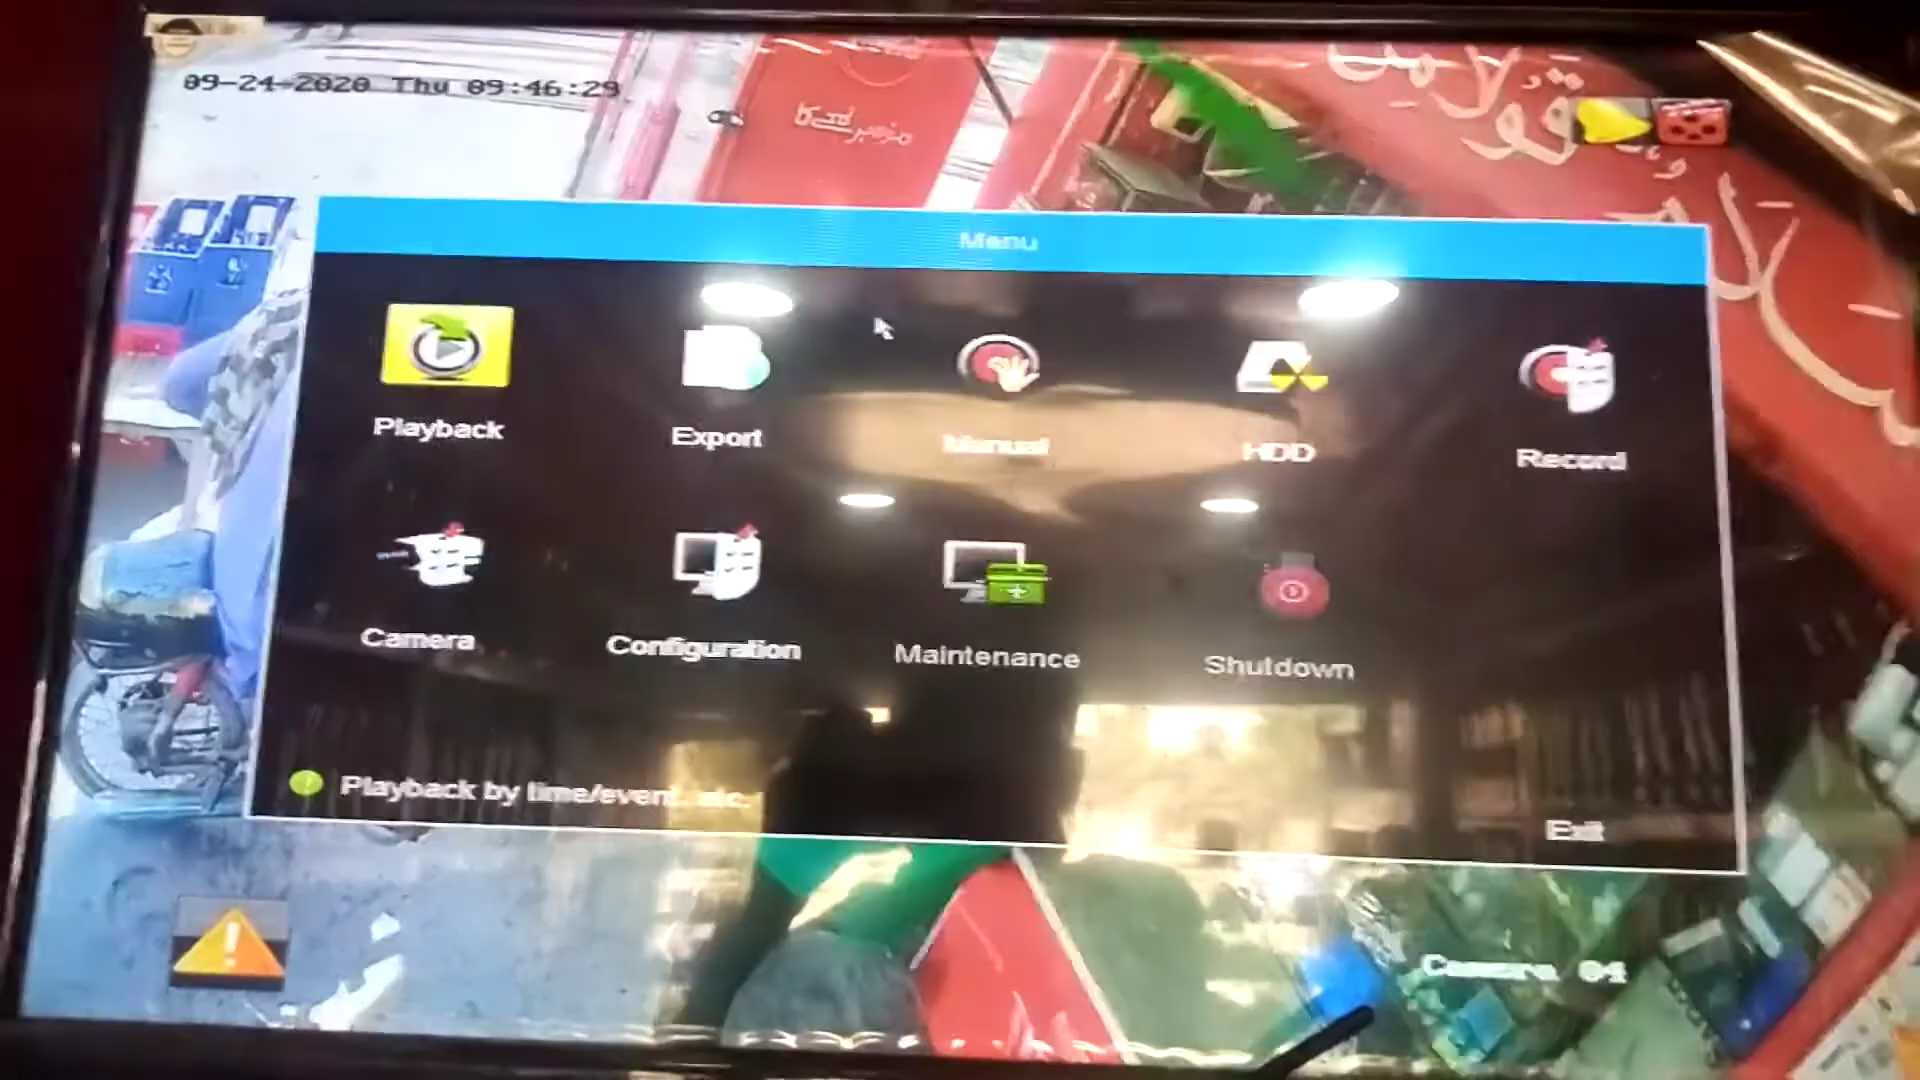 09-24-2020 Thu 09:46:29
Menu
Playback
Export
Manual
HDD
Record
Camera
Configuration
Maintenance
Shutdown
Playback by time/event, etc.
Exit
Camera 04